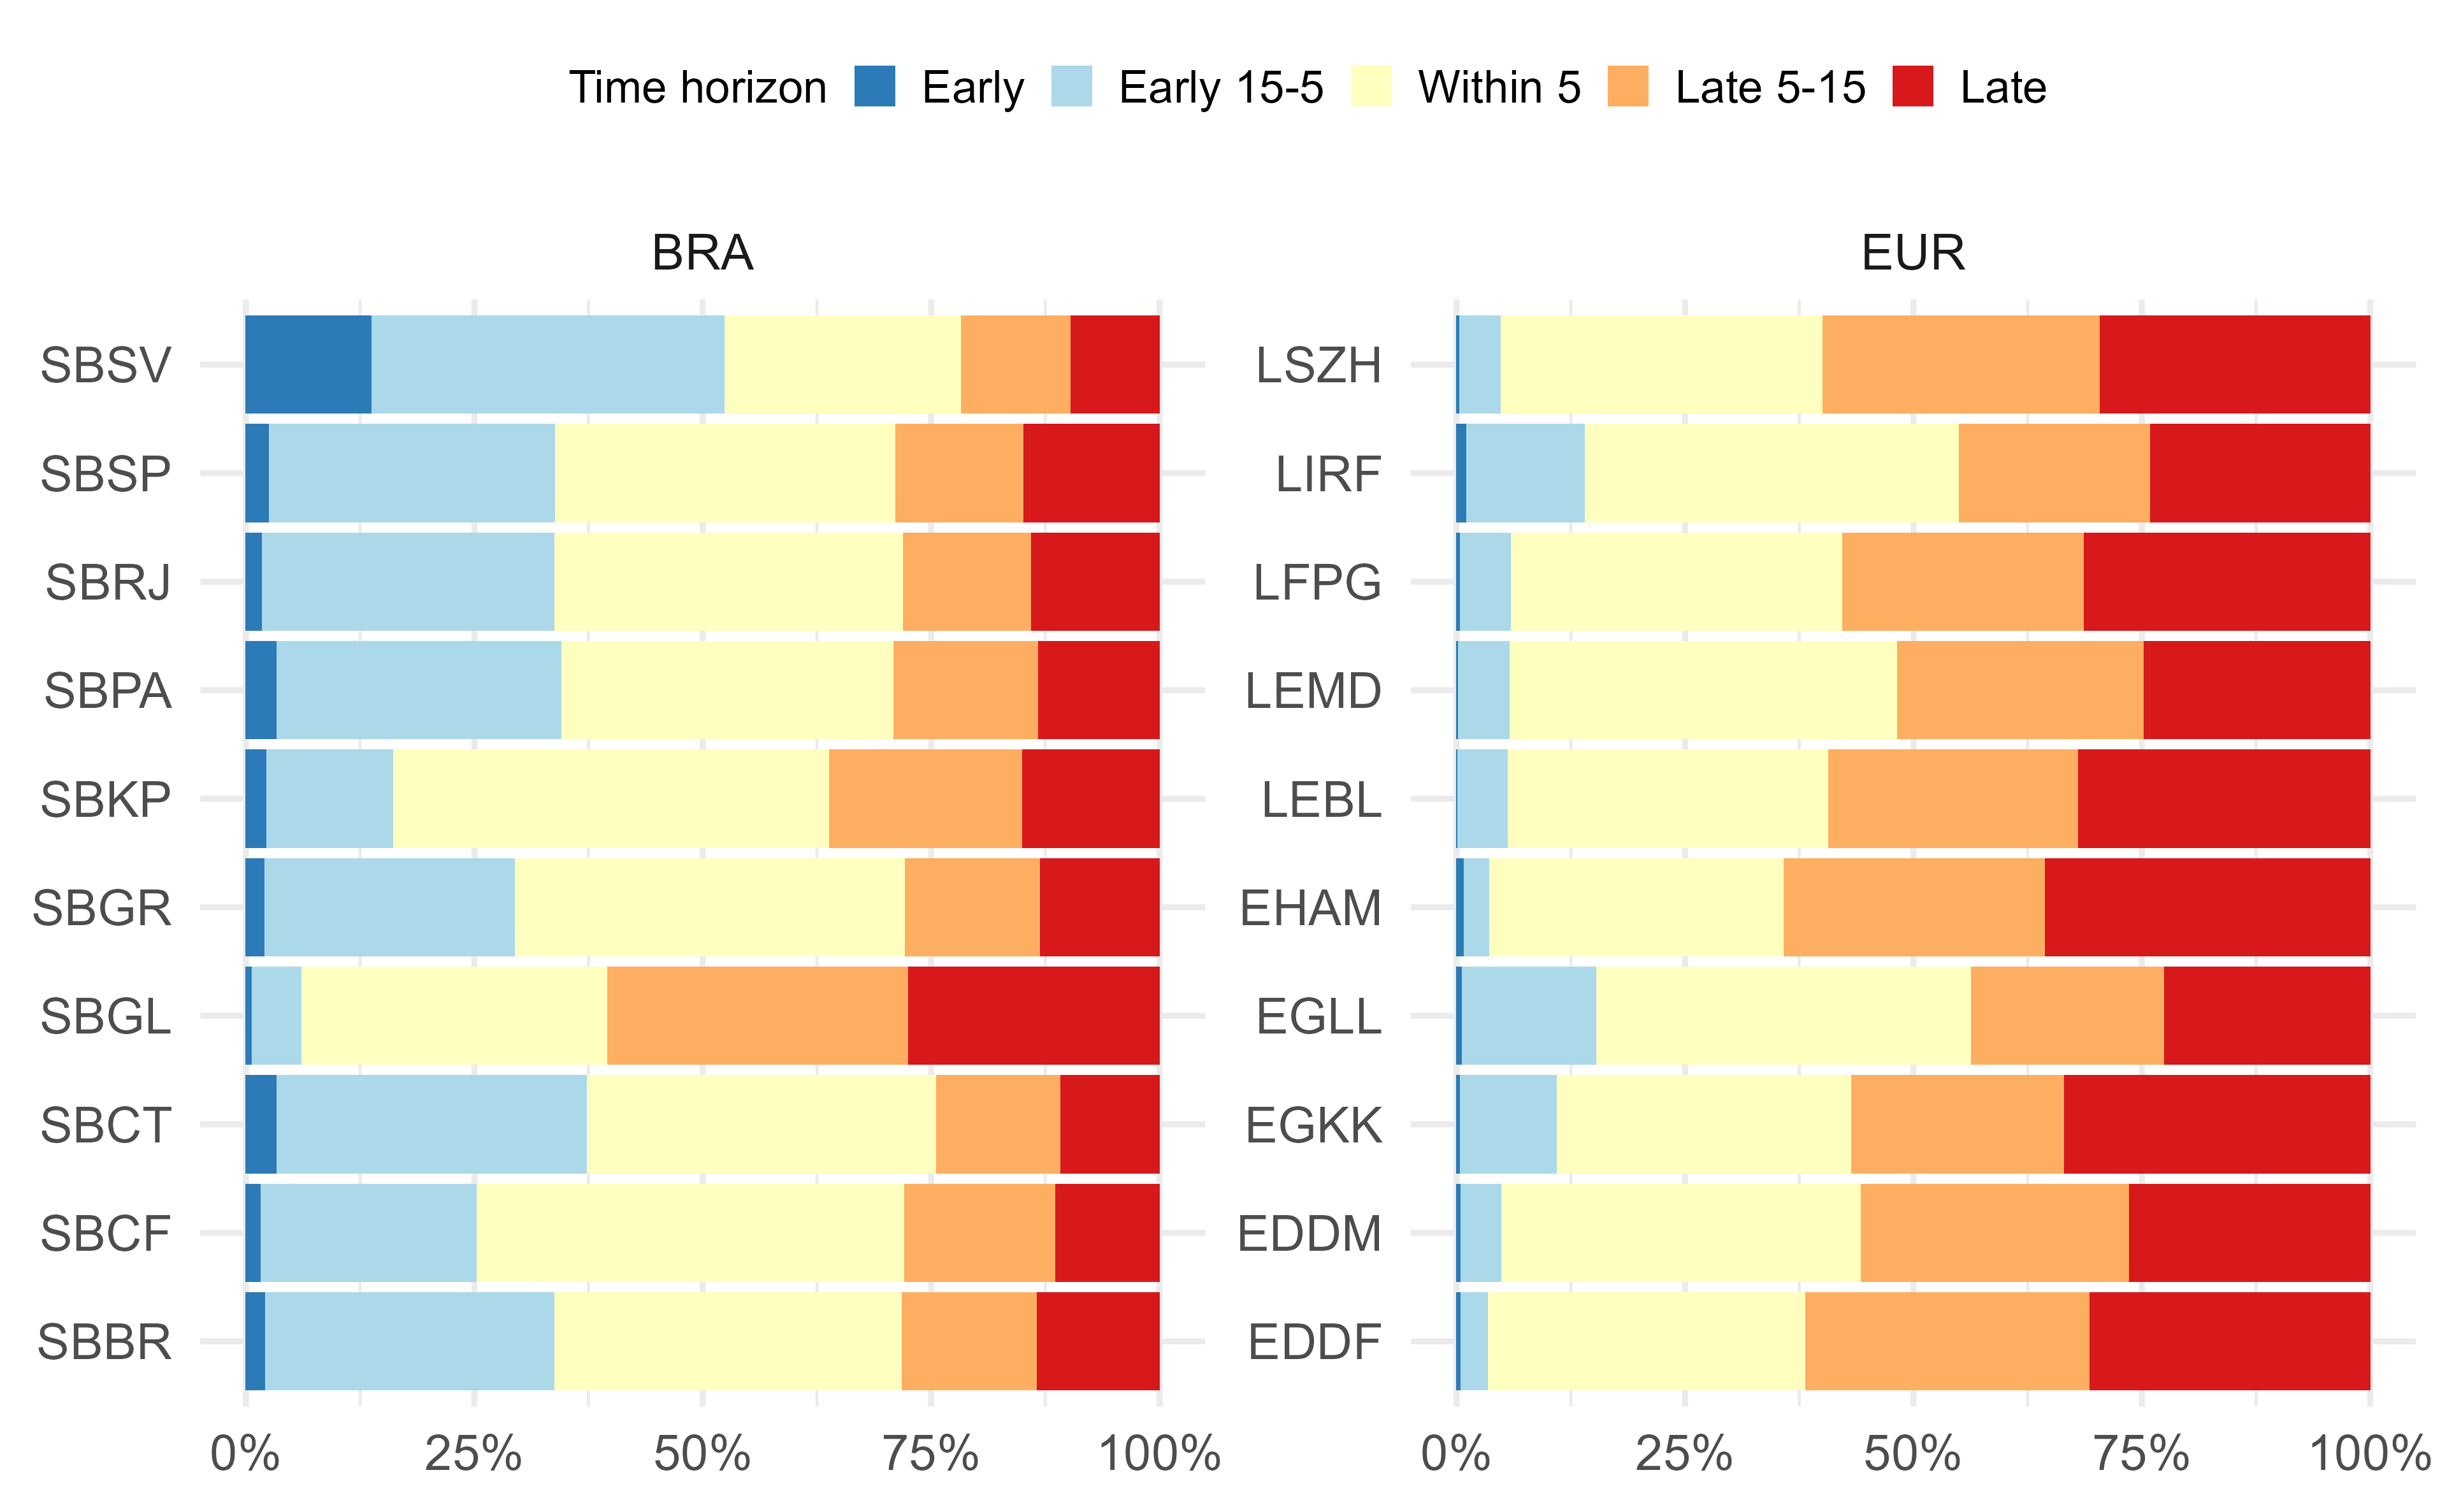 Time horizon Early Early 15-5 Within 5 Late 5-15 Late
BRA
SBSV
SBSP
SBRJ
SBPA
SBKP
SBGR
SBGL
SBCT
SBCF
SBBR
0% 25% 50% 75% 100%
EUR
LSZH
LIRF
LFPG
LEMD
LEBL
EHAM
EGLL
EGKK
EDDM
EDDF
0% 25% 50% 75% 100%